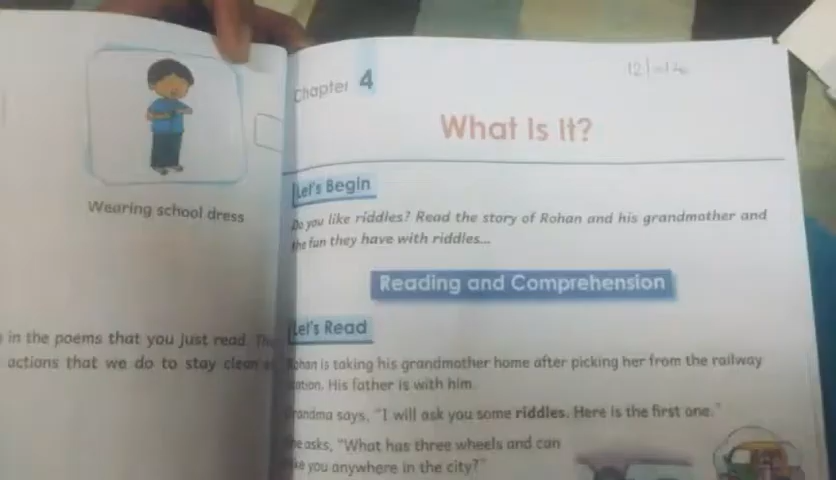 Wearing school dress
in the poems that you just read.
actions that we do to stay clean
Chapter 4
What Is It?
Let's Begin
Do you like riddles? Read the story of Rohan and his grandmother and
the fun they have with riddles...
Reading and Comprehension
Let's Read
Rohan is taking his grandmother home after picking her from the railway
station. His father is with him.
Grandma says, "I will ask you some riddles. Here is the first one."
She asks, "What has three wheels and can
take you anywhere in the city?"